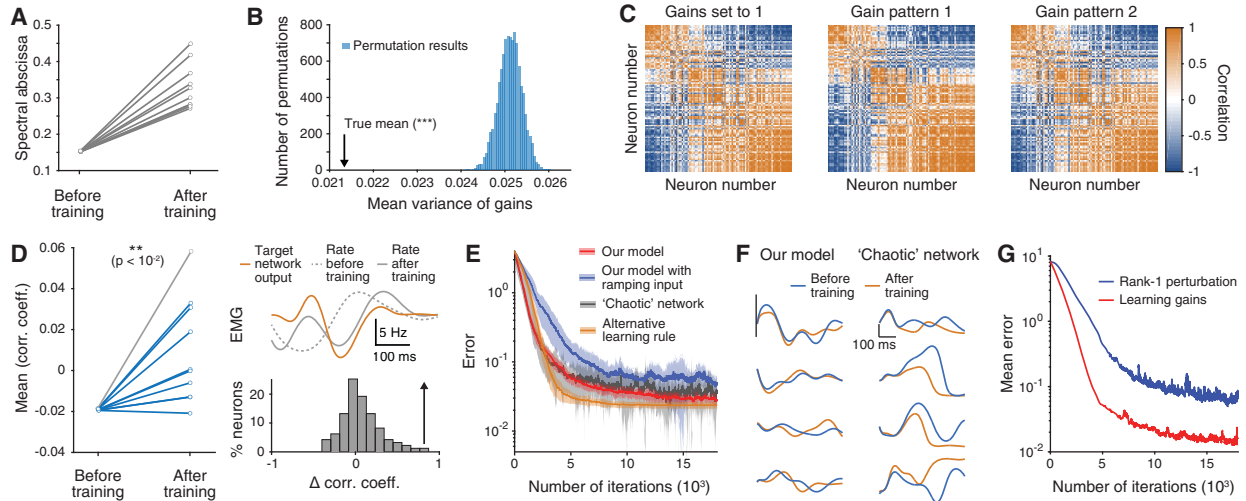 A
Spectral abscissa
0.5
0.4
0.3
0.2
0.1
Before
training
After
training
B
Number of permutations
800
600
400
200
0
Permutation results
True mean (***)
0.021
0.022
0.023
0.024
0.025
0.026
Mean variance of gains
C
Gains set to 1
Gain pattern 1
Gain pattern 2
Neuron number
Neuron number
Neuron number
Neuron number
1
0.5
0
-0.5
-1
Correlation
D
Mean (corr. coeff.)
0.06
0.04
0.02
0
-0.02
-0.04
**
(p < 10-2)
Before
training
After
training
Target
network
output
Rate
before
training
Rate
after
training
EMG
5 Hz
100 ms
% neurons
20
10
0
-1
0
1
Δ corr. coeff.
E
Error
10⁰
10-1
10-2
Our model
Our model with
ramping input
'Chaotic' network
Alternative
learning rule
0
5
10
15
Number of iterations (10³)
F
Our model
'Chaotic' network
Before
training
After
training
100 ms
G
Mean error
10¹
10⁰
10-1
10-2
Rank-1 perturbation
Learning gains
0
5
10
15
Number of iterations (10³)